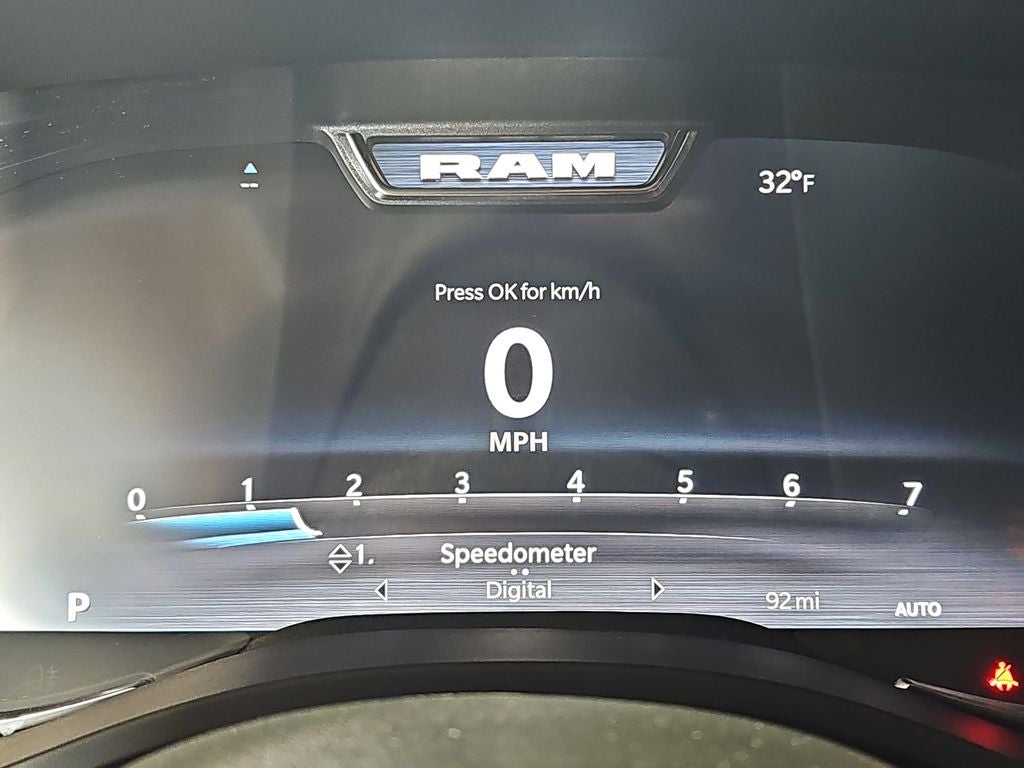 RAM
32°F
Press OK for km/h
0
MPH
0 1 2 3 4 5 6 7
1. Speedometer
Digital
P 92 mi AUTO